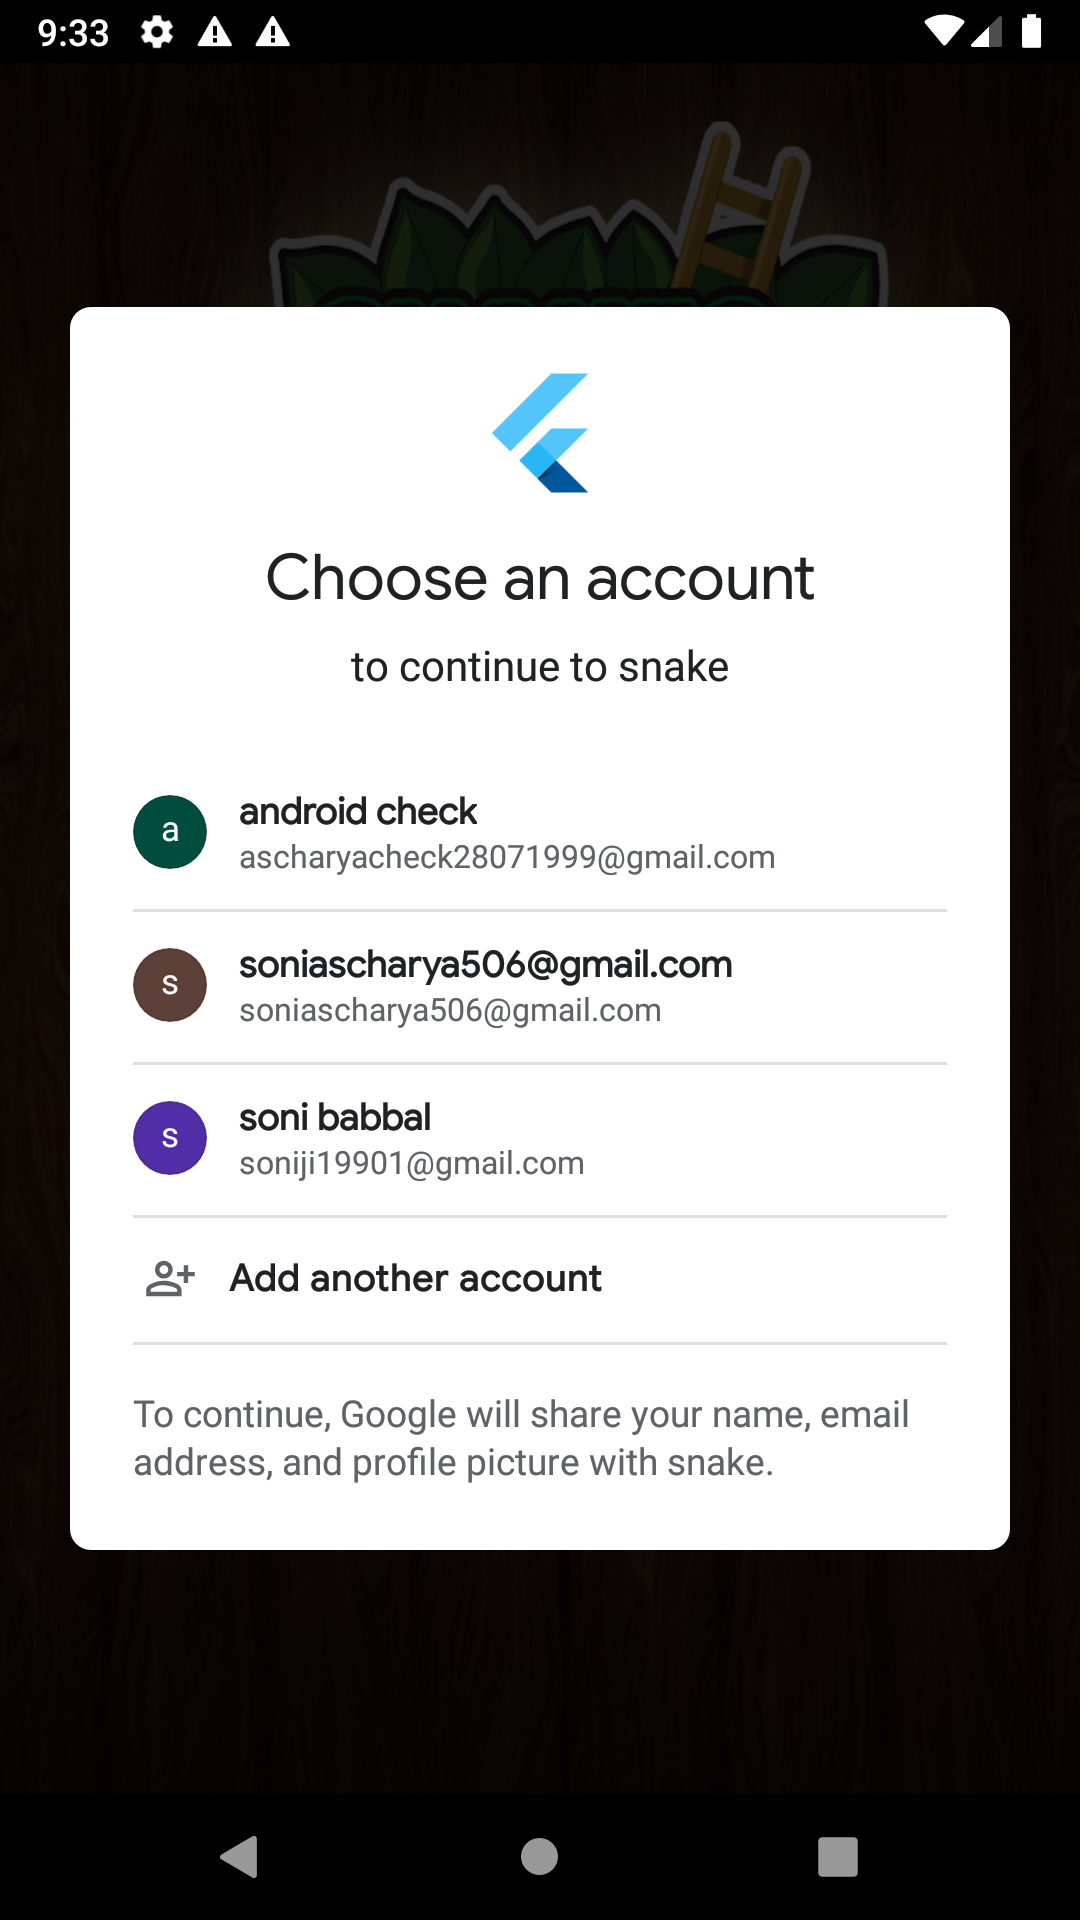 9:33
Choose an account
to continue to snake
a
android check
ascharyacheck28071999@gmail.com
s
soniascharya506@gmail.com
soniascharya506@gmail.com
s
soni babbal
soniji19901@gmail.com
Add another account
To continue, Google will share your name, email
address, and profile picture with snake.